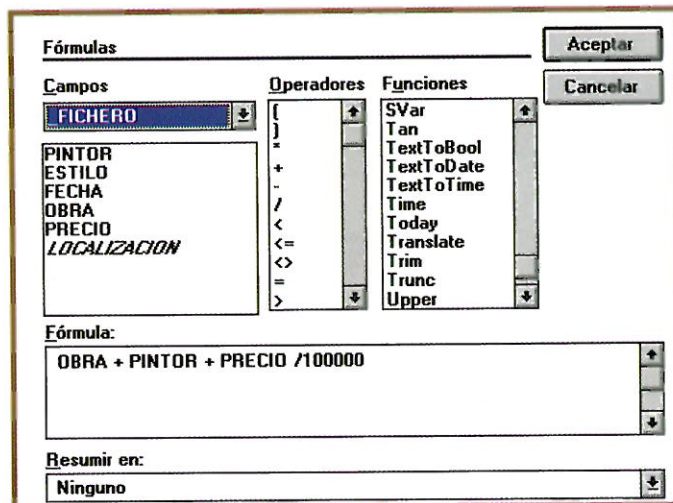 Fórmulas
Aceptar
Cancelar
Campos
FICHERO
PINTOR
ESTILO
FECHA
OBRA
PRECIO
LOCALIZACION
Operadores
(
)
*
+
-
/
<
<=
<>
=
>
Funciones
SVar
Tan
TextToBool
TextToDate
TextToTime
Time
Today
Translate
Trim
Trunc
Upper
Fórmula:
OBRA + PINTOR + PRECIO /100000
Resumir en:
Ninguno